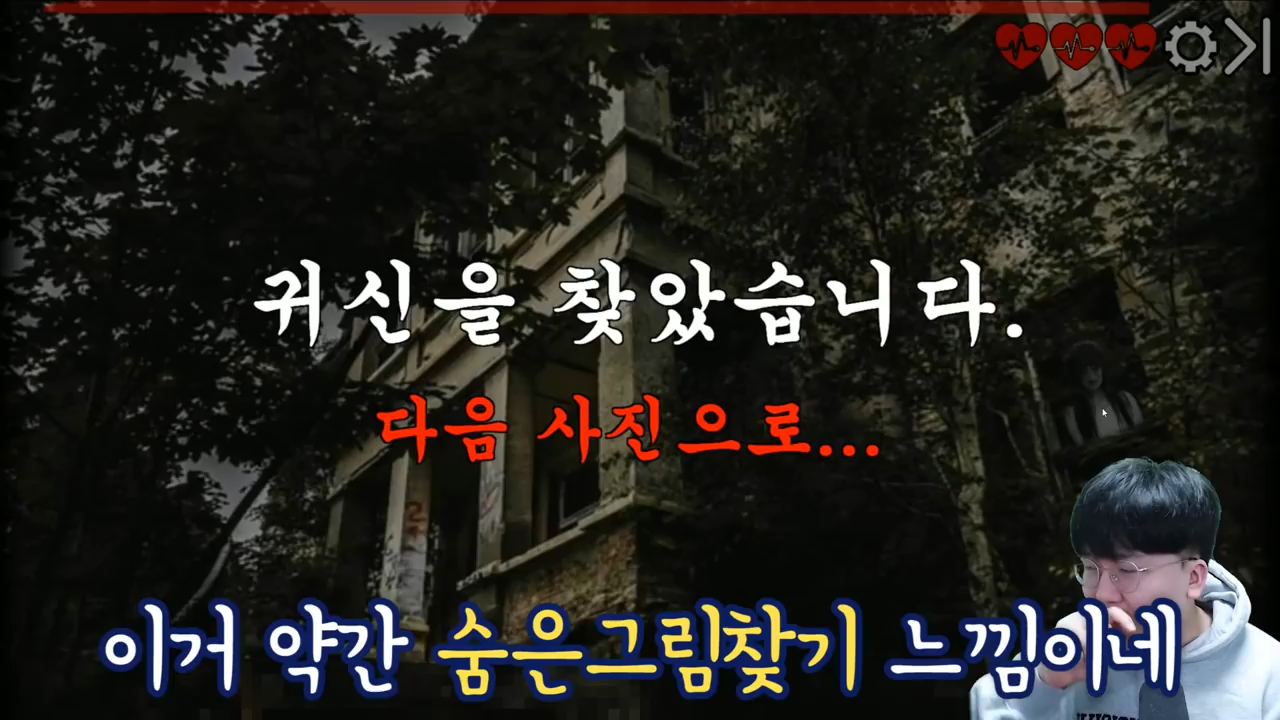 귀신을 찾았습니다.
다음 사진으로...
이거 약간 숨은그림찾기 느낌이네